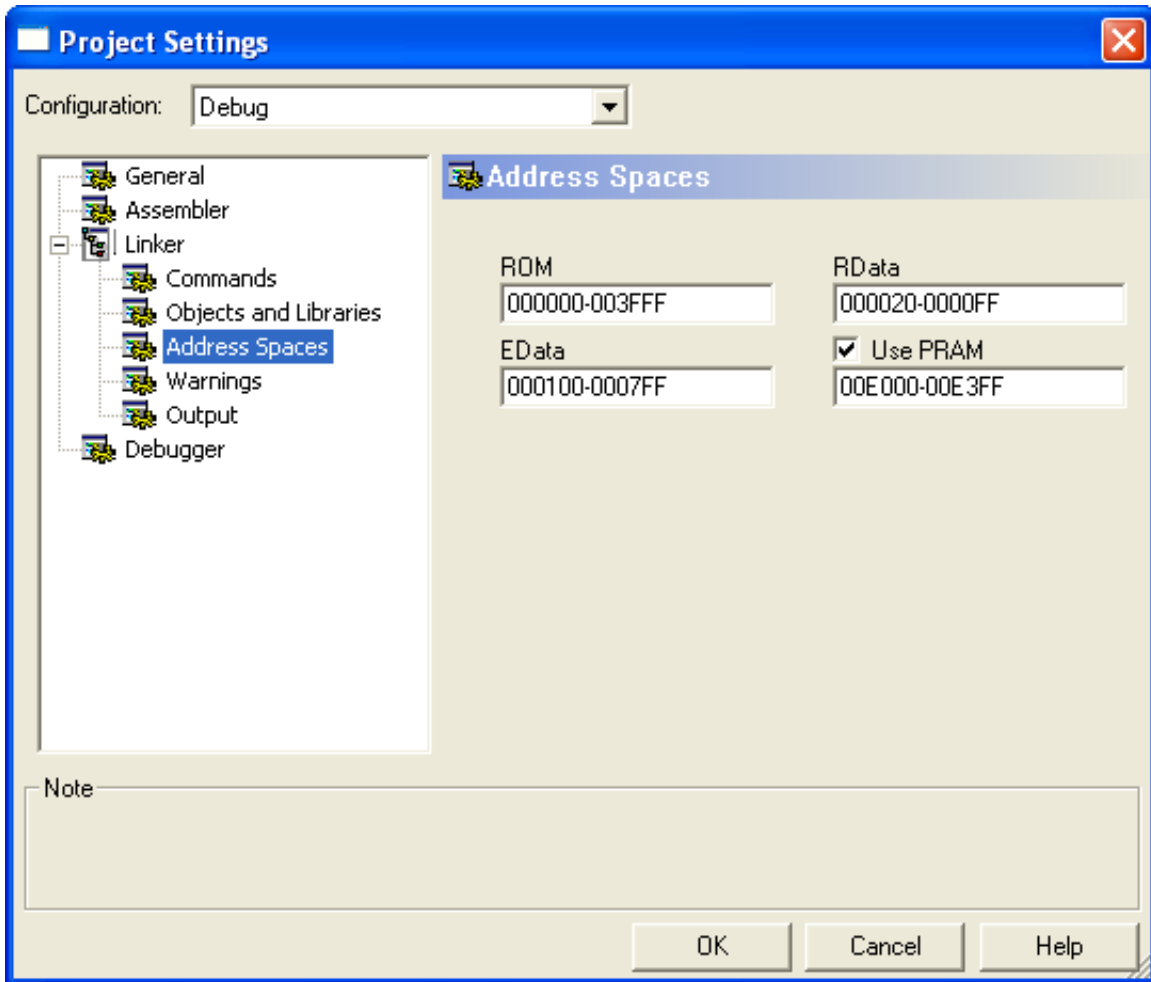 Project Settings
Configuration: Debug
General
Assembler
Linker
Commands
Objects and Libraries
Address Spaces
Warnings
Output
Debugger
Address Spaces
ROM RData
000000-003FFF 000020-0000FF
EData Use PRAM
000100-0007FF 00E000-00E3FF
Note
OK Cancel Help